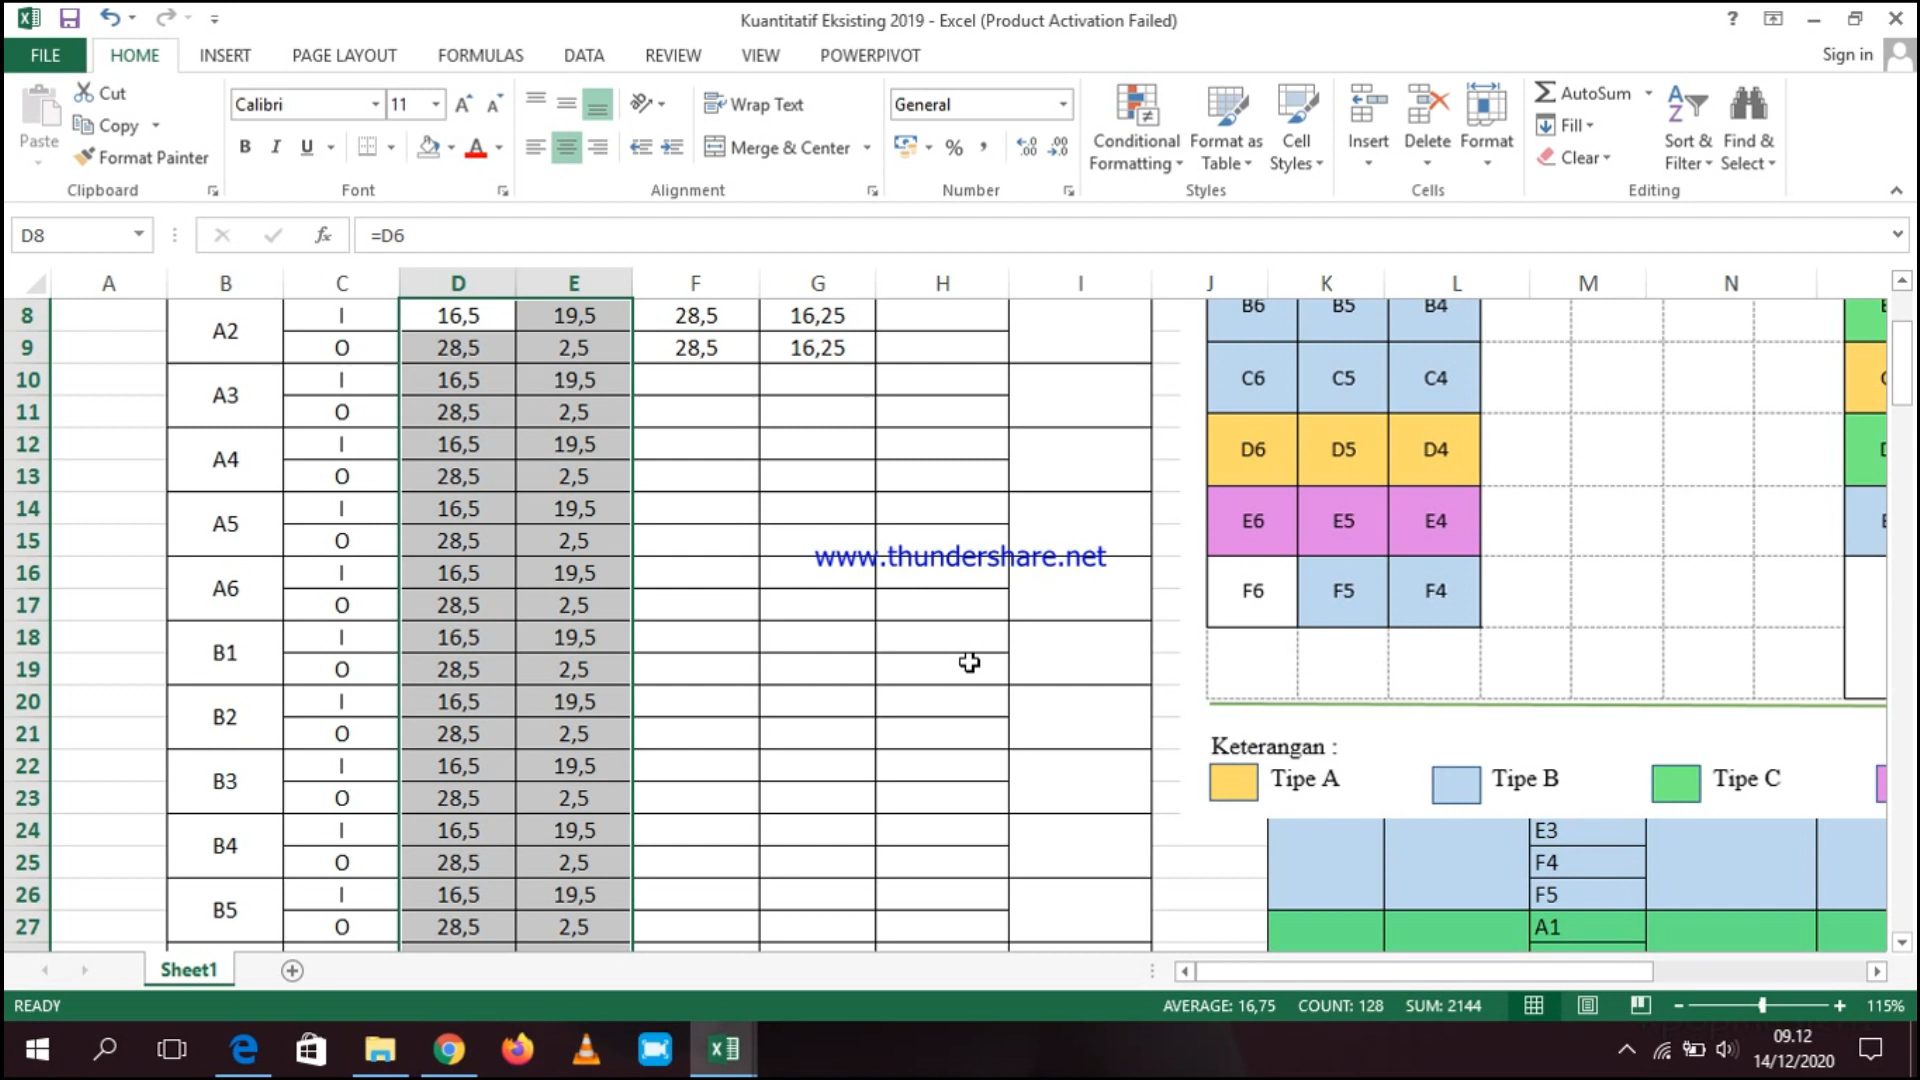 Kuantitatif Eksisting 2019 - Excel (Product Activation Failed)
?
FILE HOME INSERT PAGE LAYOUT FORMULAS DATA REVIEW VIEW POWERPIVOT Sign in
Paste Cut Copy Format Painter
Clipboard
Calibri 11
B I U A
Font
Wrap Text
Merge & Center
Alignment
General
%
Number
Conditional Formatting
Format as Table
Cell Styles
Styles
Insert Delete Format
Cells
AutoSum
Fill
Clear
Sort & Filter
Find & Select
Editing
D8 fx =D6
A B C D E F G H I J K L M N
8 A2 I 16,5 19,5 28,5 16,25
9 O 28,5 2,5 28,5 16,25
10 A3 I 16,5 19,5
11 O 28,5 2,5
12 A4 I 16,5 19,5
13 O 28,5 2,5
14 A5 I 16,5 19,5
15 O 28,5 2,5
16 A6 I 16,5 19,5
17 O 28,5 2,5
18 B1 I 16,5 19,5
19 O 28,5 2,5
20 B2 I 16,5 19,5
21 O 28,5 2,5
22 B3 I 16,5 19,5
23 O 28,5 2,5
24 B4 I 16,5 19,5
25 O 28,5 2,5
26 B5 I 16,5 19,5
27 O 28,5 2,5
www.thundershare.net
B6 B5 B4
C6 C5 C4
D6 D5 D4
E6 E5 E4
F6 F5 F4
Keterangan :
Tipe A Tipe B Tipe C
E3
F4
F5
A1
Sheet1
READY AVERAGE: 16,75 COUNT: 128 SUM: 2144 115%
09.12
14/12/2020